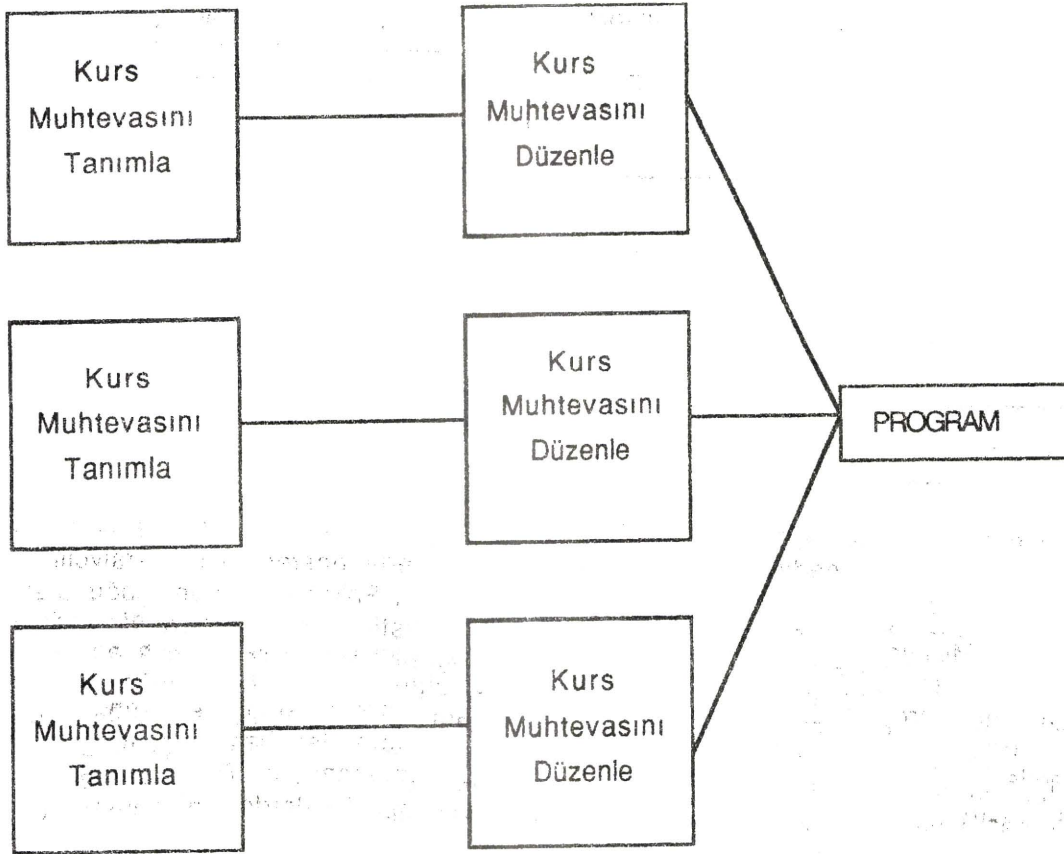 Kurs
Muhtevasını
Tanımla
Kurs
Muhtevasını
Düzenle
Kurs
Muhtevasını
Tanımla
Kurs
Muhtevasını
Düzenle
PROGRAM
Kurs
Muhtevasını
Tanımla
Kurs
Muhtevasını
Düzenle